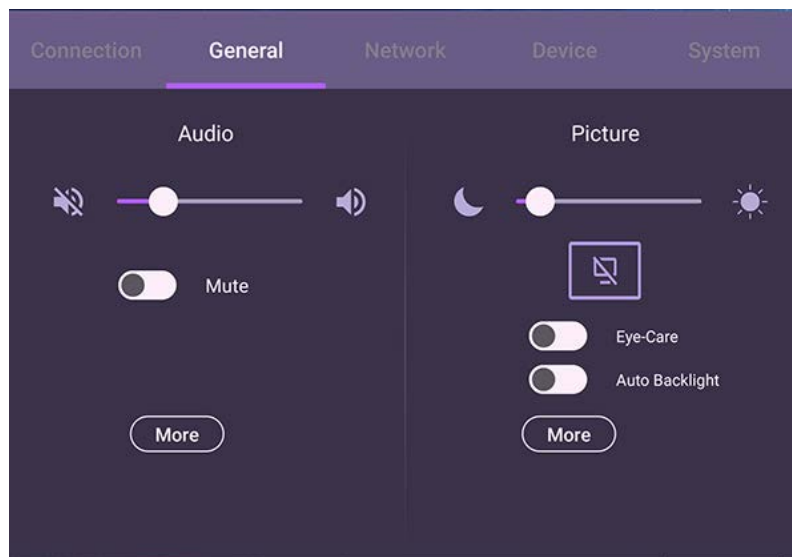 Connection General Network Device System
Audio
Mute
More
Picture
Eye-Care
Auto Backlight
More